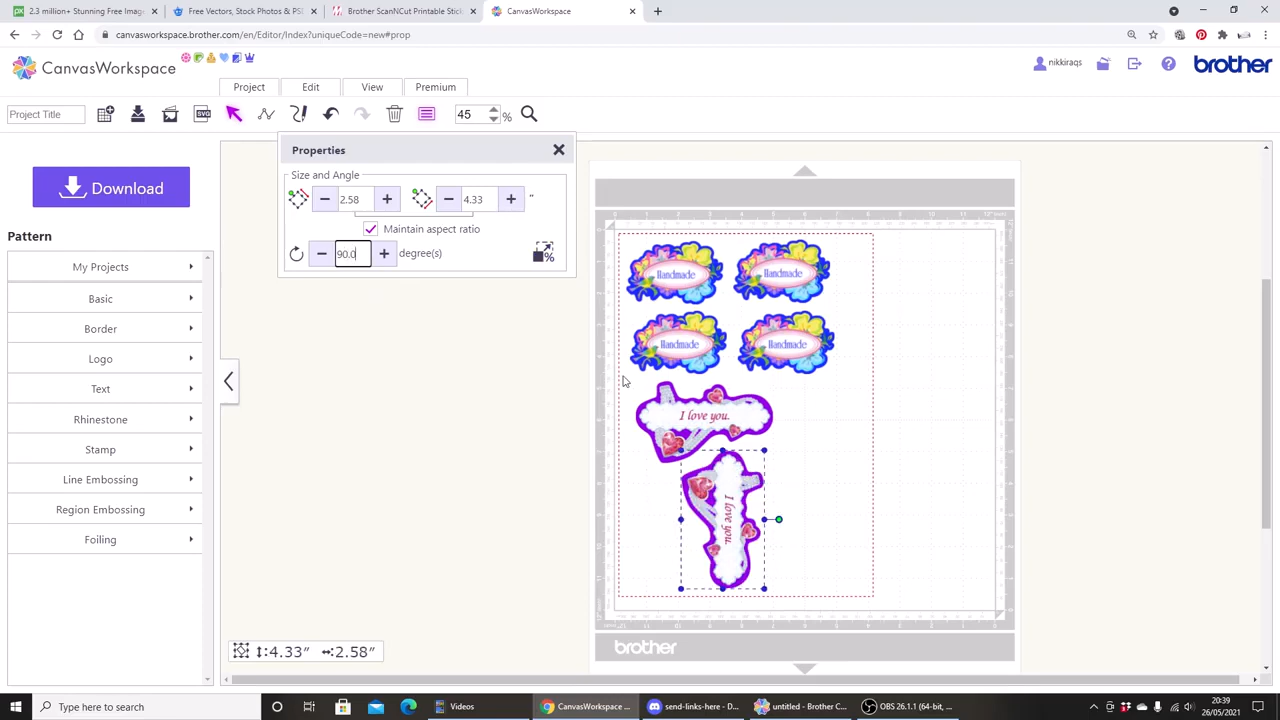 2.3 million+ Stunning Free Imag
Free Vectors, Stock Photos & PSD
Brother ScanNCut Printable Stick
CanvasWorkspace
canvasworkspace.brother.com/en/Editor/Index?uniqueCode=new#prop
CanvasWorkspace
nikkiraqs
brother
Project
Edit
View
Premium
Project Title
SVG
45
%
Properties
Size and Angle
2.58
4.33
"
Maintain aspect ratio
90.0
degree(s)
%
Download
Pattern
My Projects
Basic
Border
Logo
Text
Rhinestone
Stamp
Line Embossing
Region Embossing
Foiling
Handmade
Handmade
Handmade
Handmade
I love you.
I love you.
brother
4.33"
2.58"
Type here to search
Videos
CanvasWorkspace ...
send-links-here - Disc...
untitled - Brother C...
OBS 26.1.1 (64-bit, ...
20:39
26/05/2021